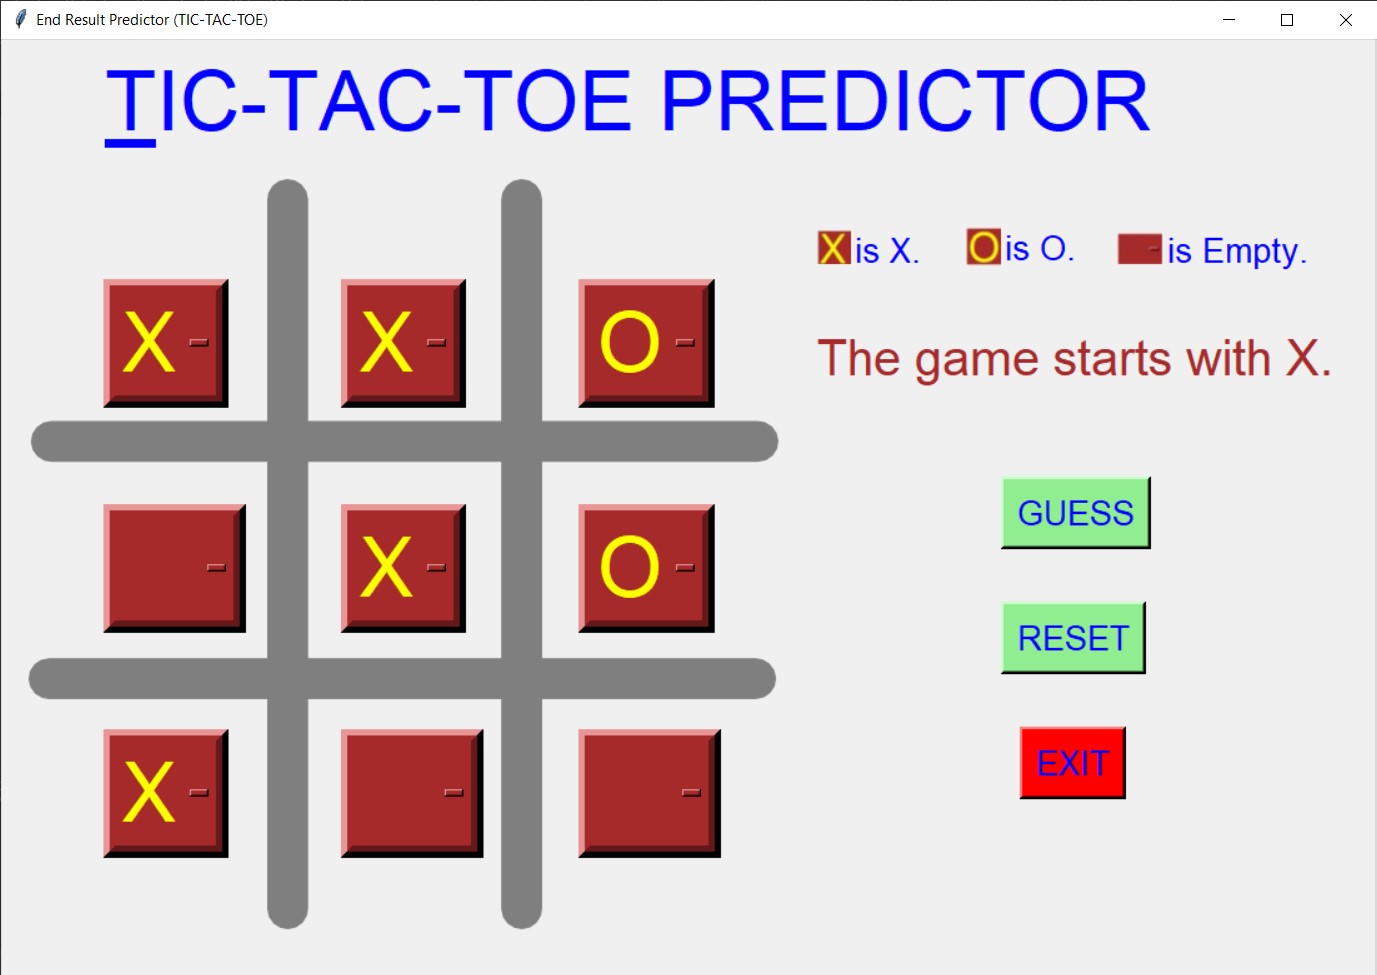 End Result Predictor (TIC-TAC-TOE)
TIC-TAC-TOE PREDICTOR
X is X. O is O. is Empty.
X X O
The game starts with X.
X O
GUESS
RESET
X
EXIT